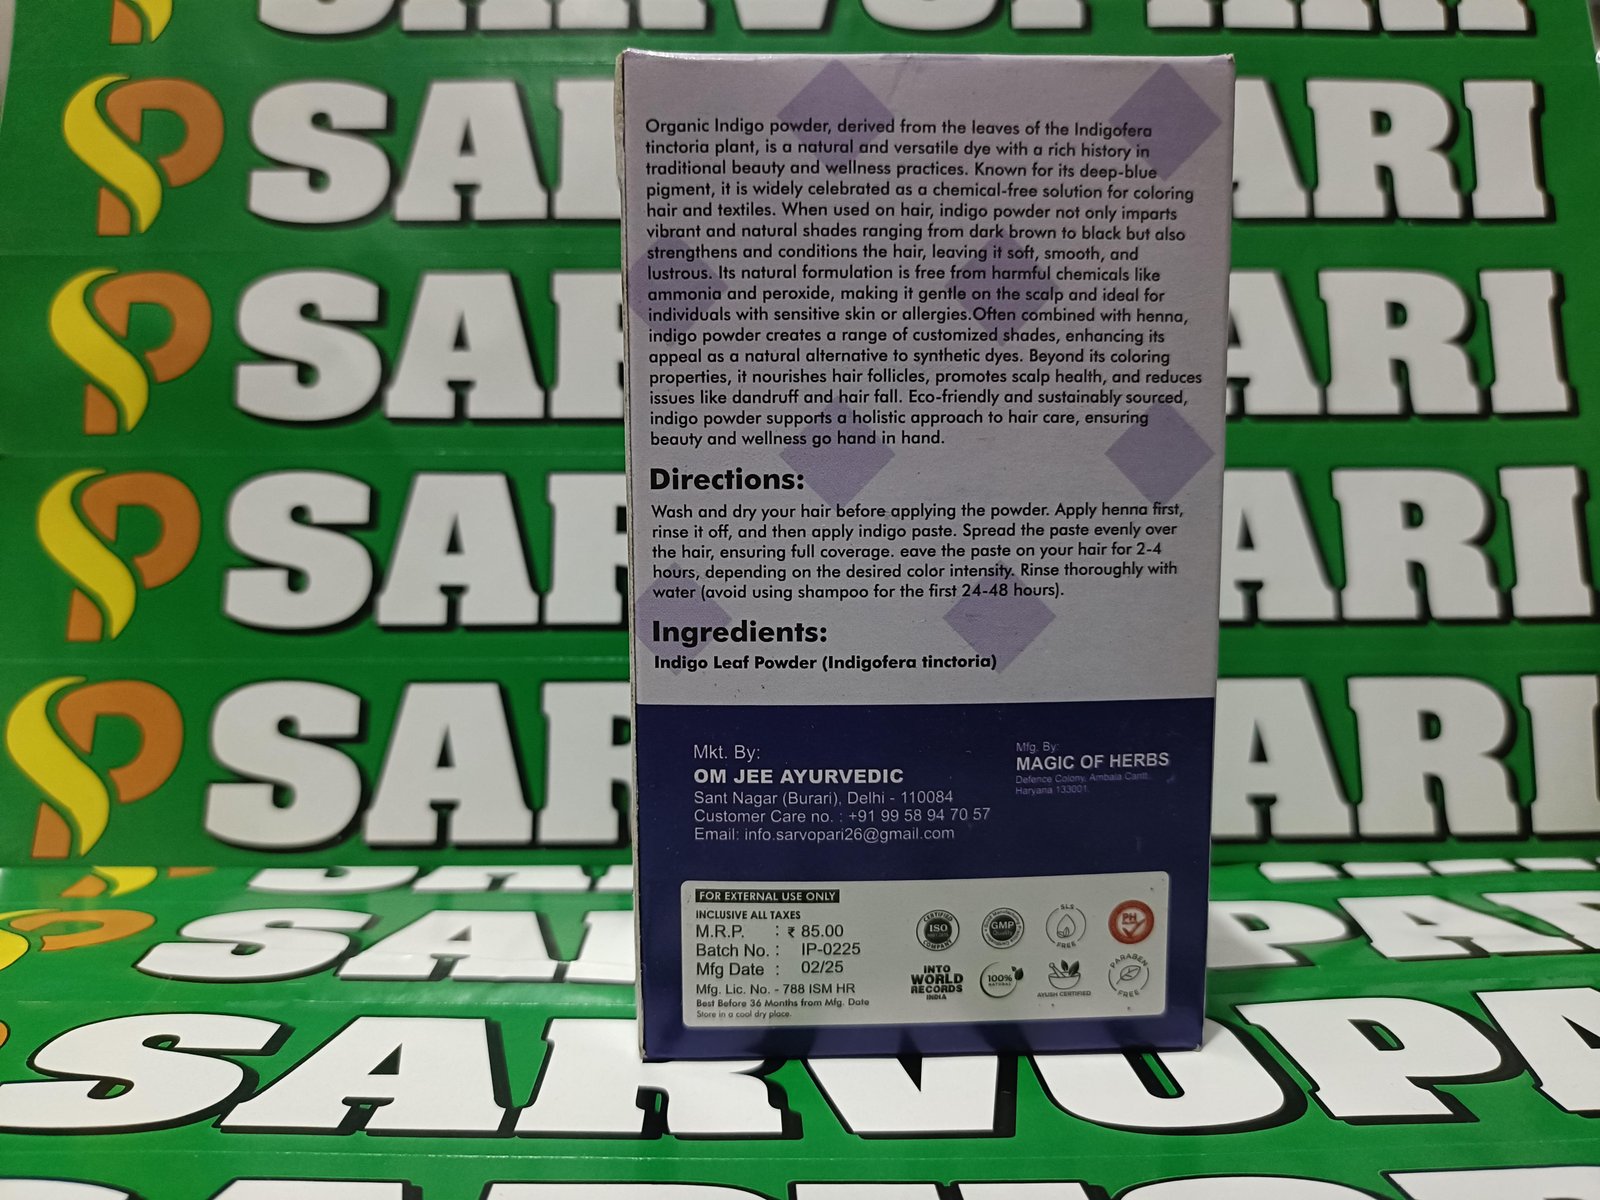 SARVOPARI
SARI
SARI
SARI
SARI
SARVOPARI
SARVOPA
Organic Indigo powder, derived from the leaves of the Indigofera
tinctoria plant, is a natural and versatile dye with a rich history in
traditional beauty and wellness practices. Known for its deep-blue
pigment, it is widely celebrated as a chemical-free solution for coloring
hair and textiles. When used on hair, indigo powder not only imparts
vibrant and natural shades ranging from dark brown to black but also
strengthens and conditions the hair, leaving it soft, smooth, and
lustrous. Its natural formulation is free from harmful chemicals like
ammonia and peroxide, making it gentle on the scalp and ideal for
individuals with sensitive skin or allergies.Often combined with henna,
indigo powder creates a range of customized shades, enhancing its
appeal as a natural alternative to synthetic dyes. Beyond its coloring
properties, it nourishes hair follicles, promotes scalp health, and reduces
issues like dandruff and hair fall. Eco-friendly and sustainably sourced,
indigo powder supports a holistic approach to hair care, ensuring
beauty and wellness go hand in hand.
Directions:
Wash and dry your hair before applying the powder. Apply henna first,
rinse it off, and then apply indigo paste. Spread the paste evenly over
the hair, ensuring full coverage. eave the paste on your hair for 2-4
hours, depending on the desired color intensity. Rinse thoroughly with
water (avoid using shampoo for the first 24-48 hours).
Ingredients:
Indigo Leaf Powder (Indigofera tinctoria)
Mkt. By:
OM JEE AYURVEDIC
Sant Nagar (Burari), Delhi - 110084
Customer Care no. : +91 99 58 94 70 57
Email: info.sarvopari26@gmail.com
Mfg. By:
MAGIC OF HERBS
Defence Colony, Ambala Cantt
Haryana 133001.
FOR EXTERNAL USE ONLY
INCLUSIVE ALL TAXES
M.R.P. : ₹ 85.00
Batch No. : IP-0225
Mfg Date : 02/25
Mfg. Lic. No. - 788 ISM HR
Best Before 36 Months from Mfg. Date
Store in a cool dry place.
CERTIFIED
ISO
COMPANY
GMP
Quality
SLS
FREE
PH
INTO
WORLD
RECORDS
INDIA
100%
NATURAL
AYUSH CERTIFIED
PARABEN
FREE